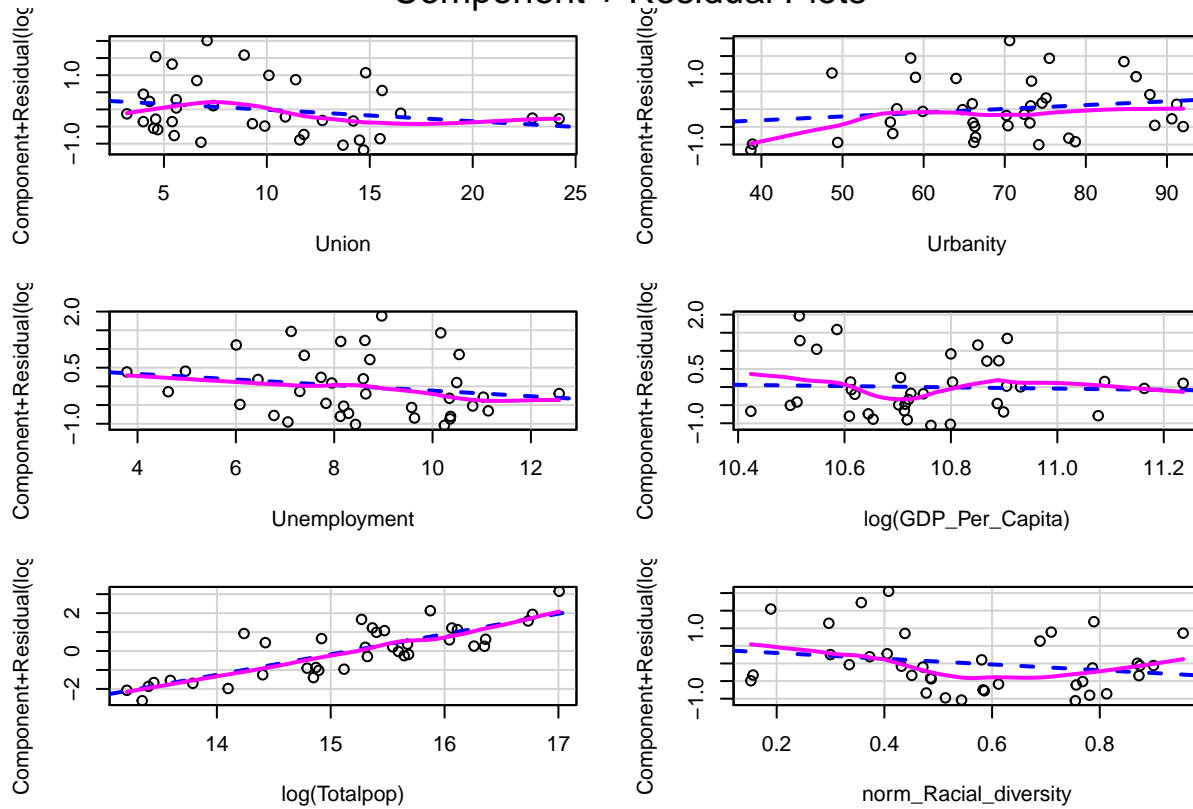 Component + Residual Plots
Component+Residual(log
1.0
-1.0
5 10 15 20 25
Union
Component+Residual(log
1.0
-1.0
40 50 60 70 80 90
Urbanity
Component+Residual(log
2.0
0.5
-1.0
4 6 8 10 12
Unemployment
Component+Residual(log
2.0
0.5
-1.0
10.4 10.6 10.8 11.0 11.2
log(GDP_Per_Capita)
Component+Residual(log
2
0
-2
14 15 16 17
log(Totalpop)
Component+Residual(log
1.0
-1.0
0.2 0.4 0.6 0.8
norm_Racial_diversity